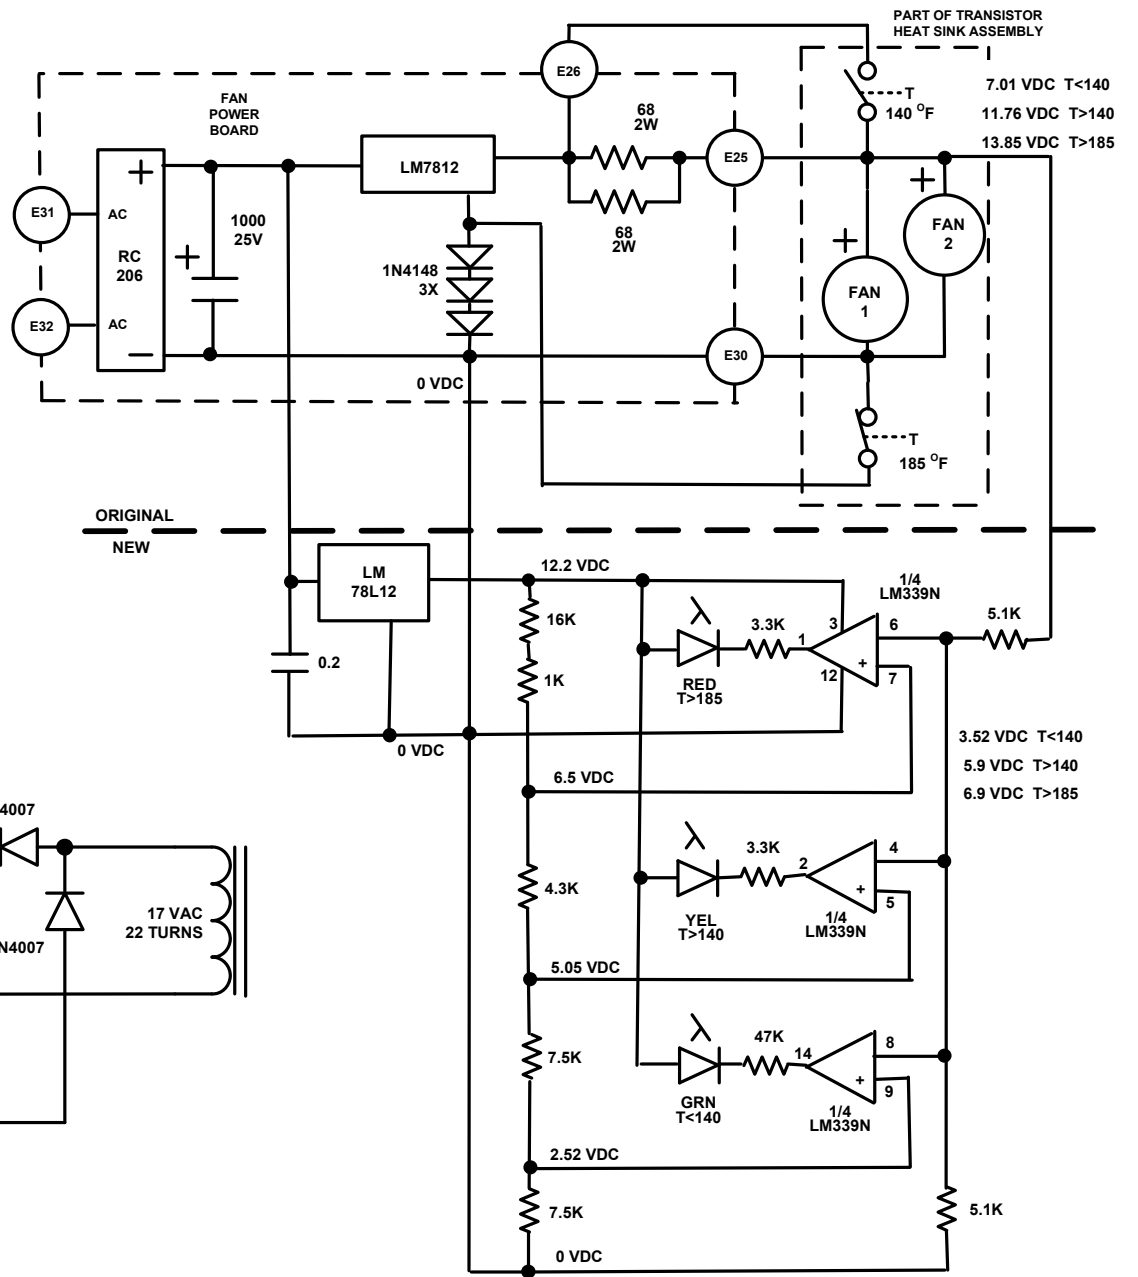 PART OF TRANSISTOR
HEAT SINK ASSEMBLY
E26
7.01 VDC T<140
11.76 VDC T>140
13.85 VDC T>185
T
140 °F
FAN
POWER
BOARD
68
2W
E25
LM7812
+
AC
E31
RC
206
+
1000
25V
68
2W
1N4148
3X
+
+
FAN
2
FAN
1
E32
AC
—
E30
0 VDC
T
185 °F
ORIGINAL
NEW
LM
78L12
12.2 VDC
1/4
LM339N
16K
3.3K
1
3
6
5.1K
0.2
1K
RED
T>185
12
+
7
0 VDC
3.52 VDC T<140
5.9 VDC T>140
6.9 VDC T>185
6.5 VDC
4007
3.3K
2
4
4.3K
+
5
17 VAC
22 TURNS
YEL
T>140
1/4
LM339N
N4007
5.05 VDC
47K
14
8
7.5K
+
9
GRN
T<140
1/4
LM339N
2.52 VDC
7.5K
5.1K
0 VDC